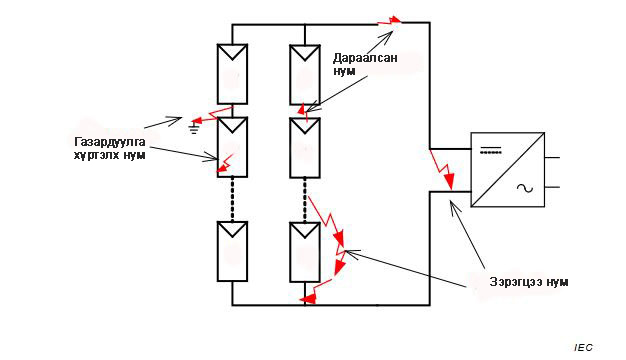 Дараалсан
нум
Газардуулга
хүргэлх нум
Зэрэгцээ нум
IEC